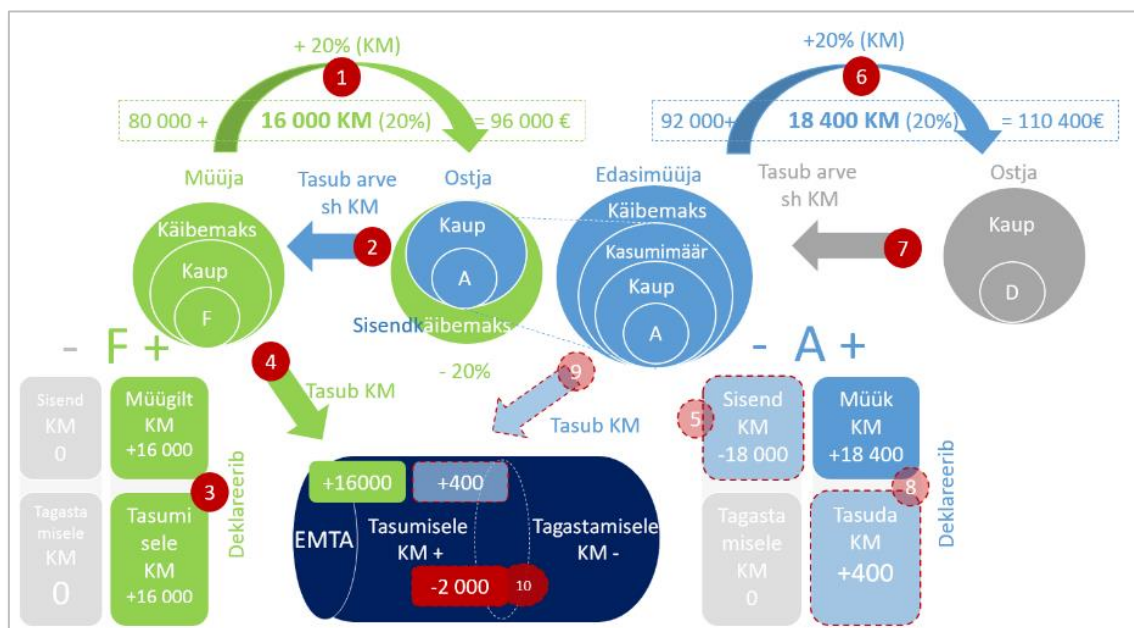 + 20% (KM)
1
80 000 + 16 000 KM (20%) = 96 000 €
Müüja
Tasub arve
sh KM
2
Ostja
Käibemaks
Kaup
F
Kaup
A
Sisendkäibemaks
- 20%
+20% (KM)
6
92 000+ 18 400 KM (20%) = 110 400€
Edasimüüja
Tasub arve
sh KM
7
Ostja
Käibemaks
Kasumimäär
Kaup
A
Kaup
D
- F +
4
Tasub KM
9
Tasub KM
- A +
Sisend
KM
0
Müügilt
KM
+16 000
3
Deklareerib
Tagasta
misele
KM
0
Tasumi
sele
KM
+16 000
+16000
+400
EMTA
Tasumisele
KM +
Tagastamisele
KM -
-2 000
10
5
Sisend
KM
-18 000
Müük
KM
+18 400
8
Deklareerib
Tagasta
misele
KM
0
Tasuda
KM
+400